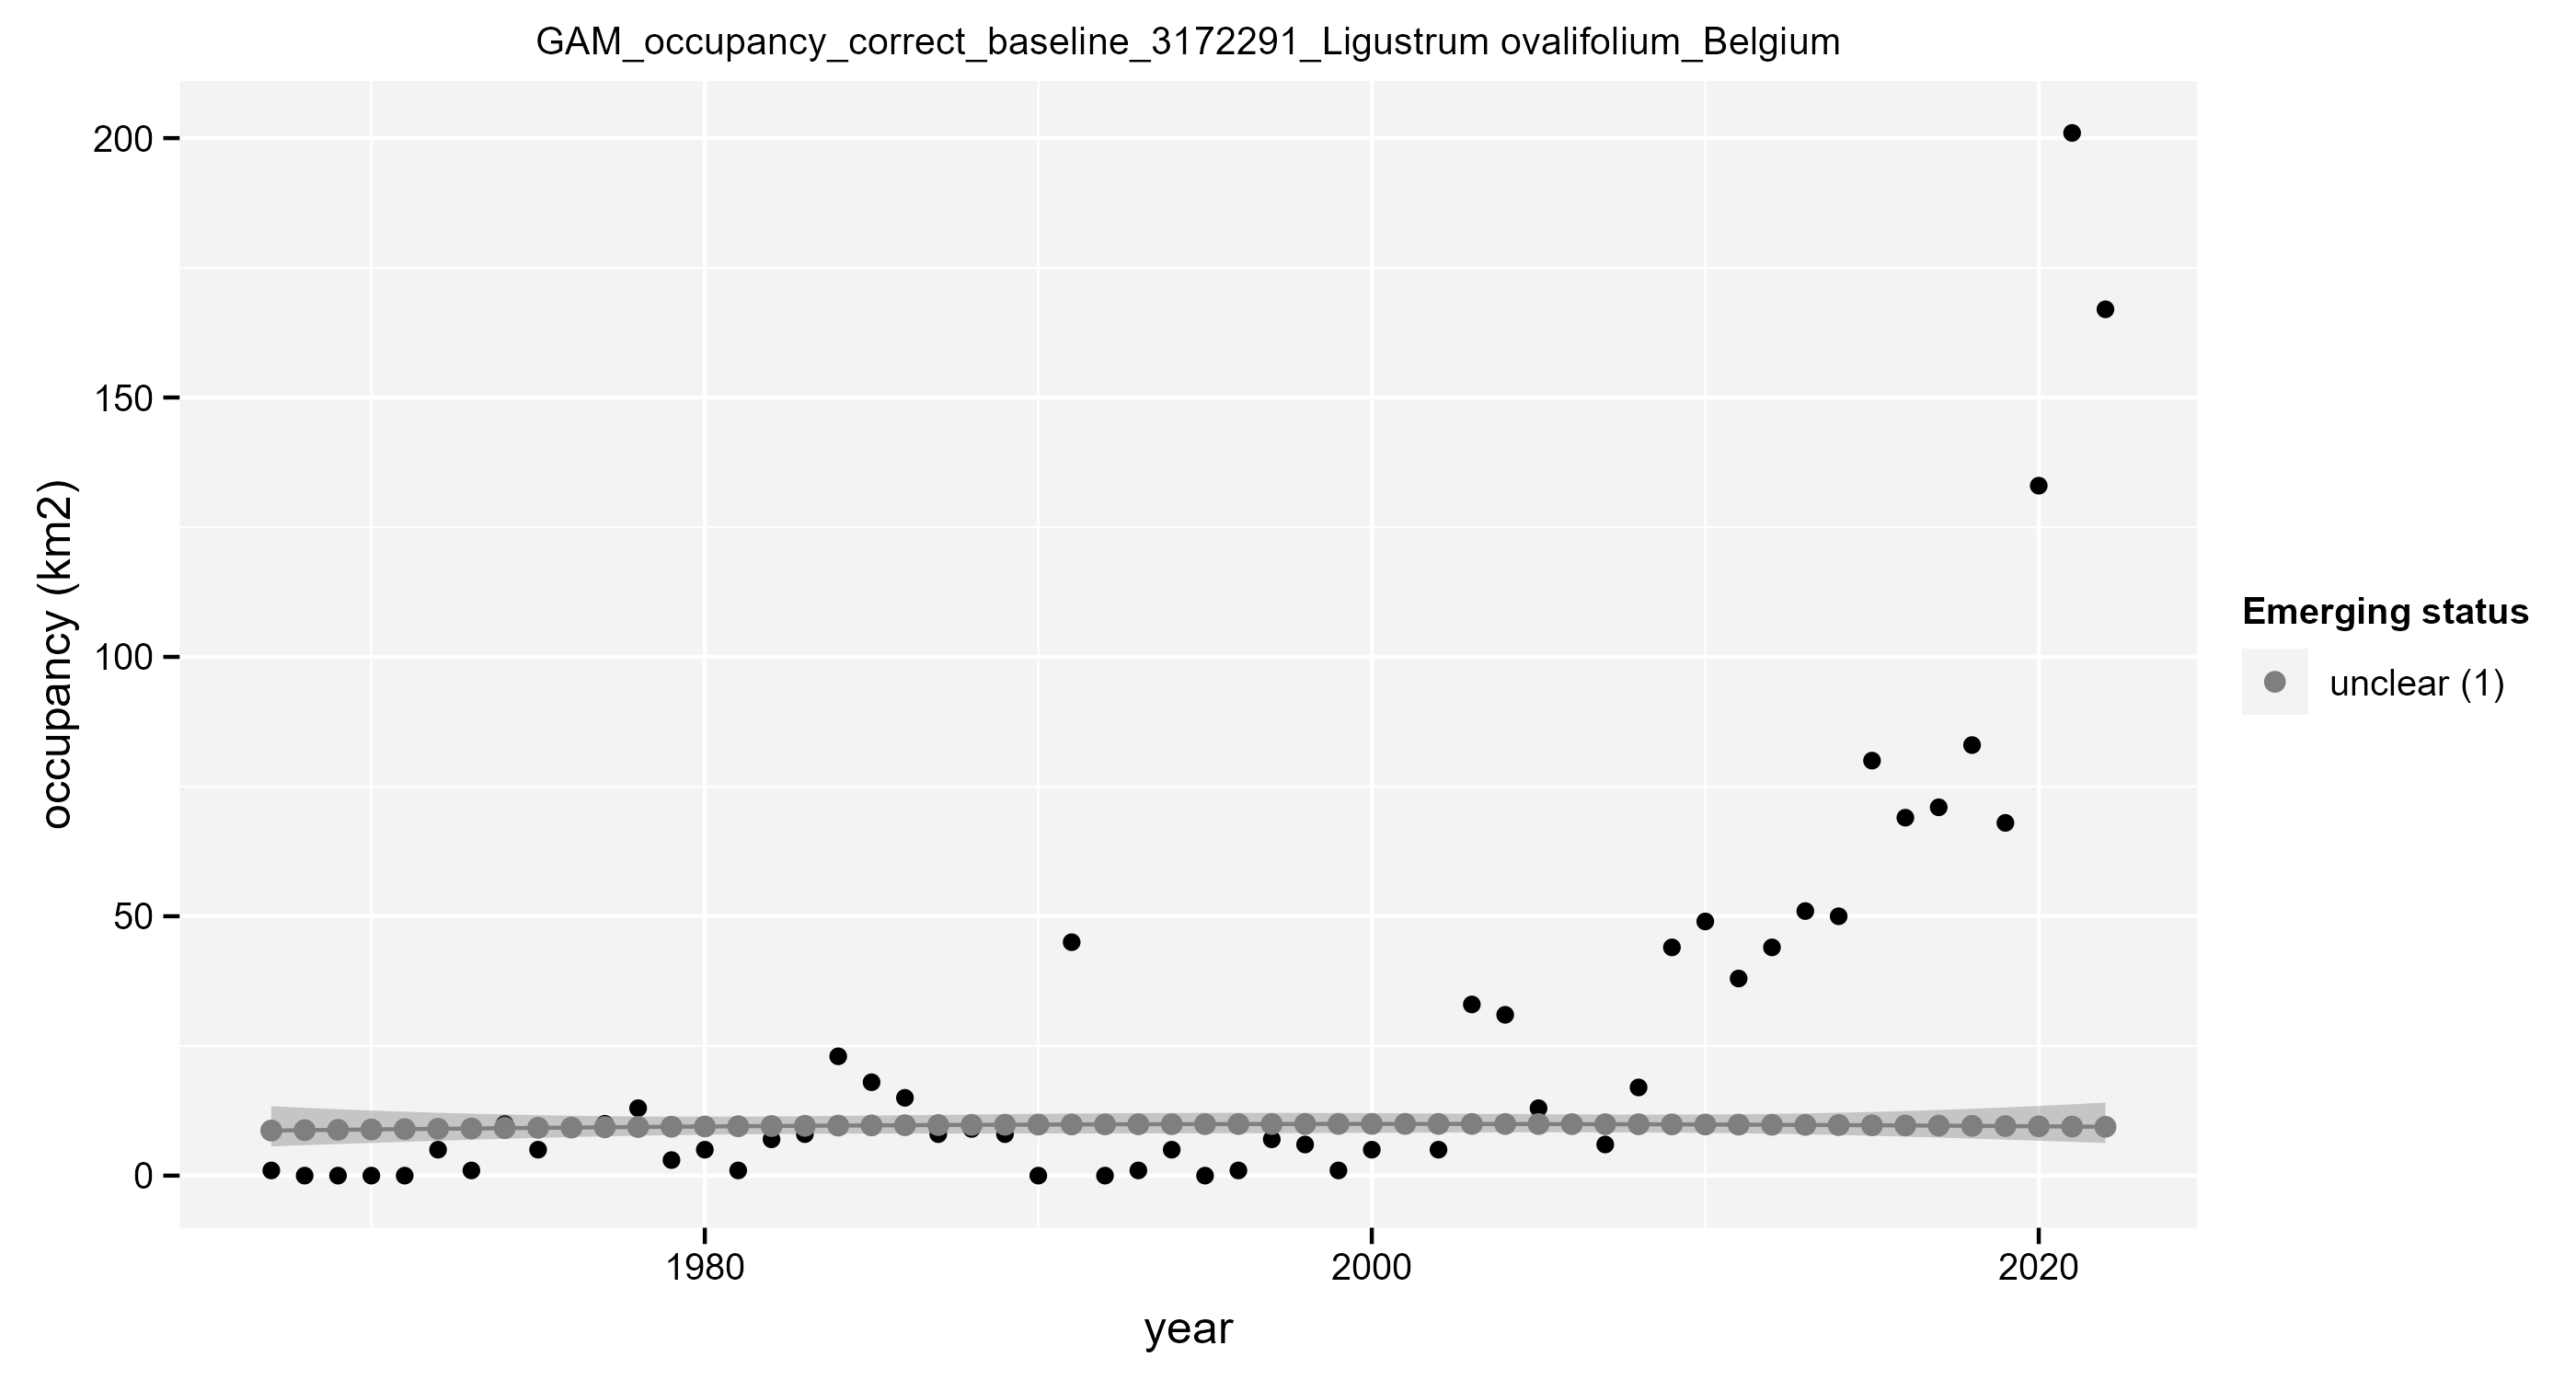 GAM_occupancy_correct_baseline_3172291_Ligustrum ovalifolium_Belgium
200
150
100
50
0
occupancy (km2)
1980
2000
2020
year
Emerging status
unclear (1)